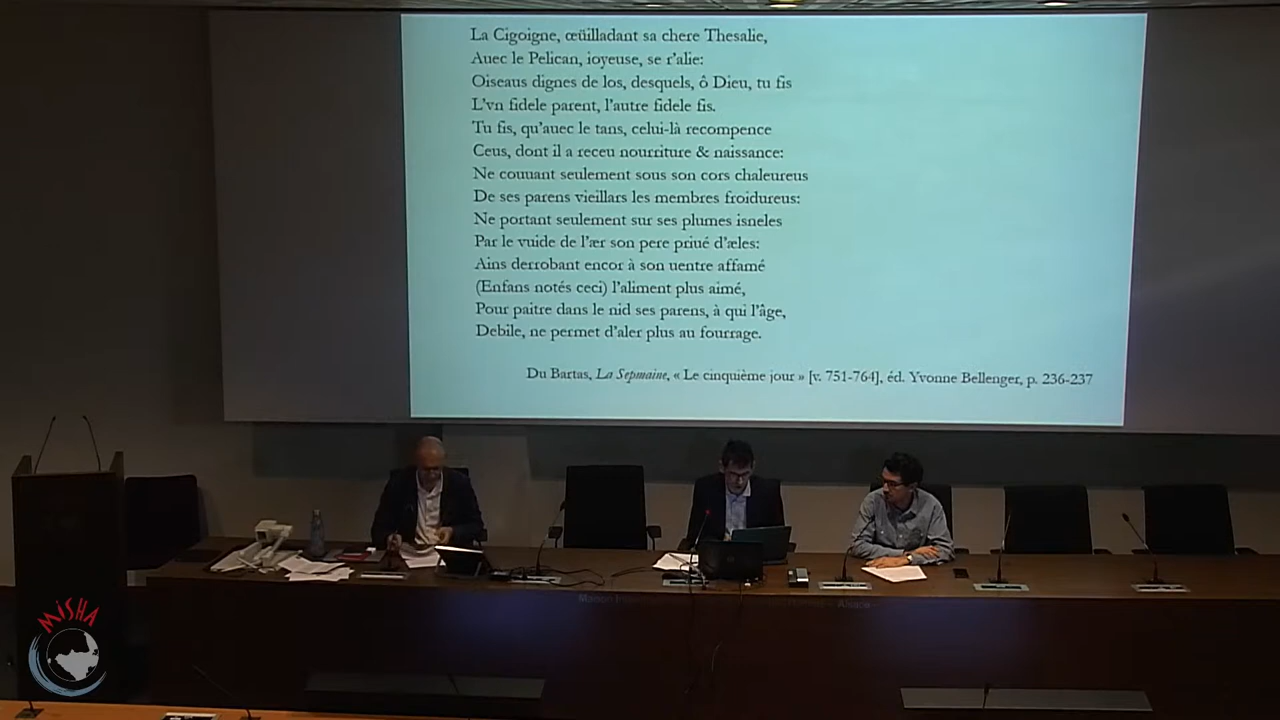 La Cigoigne, œüilladant sa chere Thesalie,
Auec le Pelican, ioyeuse, se r'alie:
Oiseaus dignes de los, desquels, ô Dieu, tu fis
L'vn fidele parent, l'autre fidele fis.
Tu fis, qu'auec le tans, celui-là recompence
Ceus, dont il a receu nourriture & naissance:
Ne couuant seulement sous son cors chaleureus
De ses parens vieillars les membres froidureus:
Ne portant seulement sur ses plumes isneles
Par le vuide de l'ær son pere priué d'æles:
Ains derrobant encor à son uentre affamé
(Enfans notés ceci) l'aliment plus aimé,
Pour paitre dans le nid ses parens, à qui l'âge,
Debile, ne permet d'aler plus au fourrage.
Du Bartas, La Sepmaine, « Le cinquième jour » [v. 751-764], éd. Yvonne Bellenger, p. 236-237
Alsace
MISHA